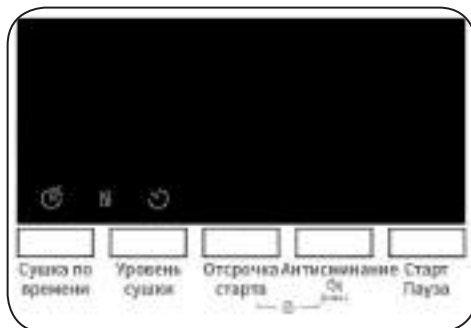 Сушка по Уровень Отсрочка Антисминание Старт
времени сушки старта Пауза